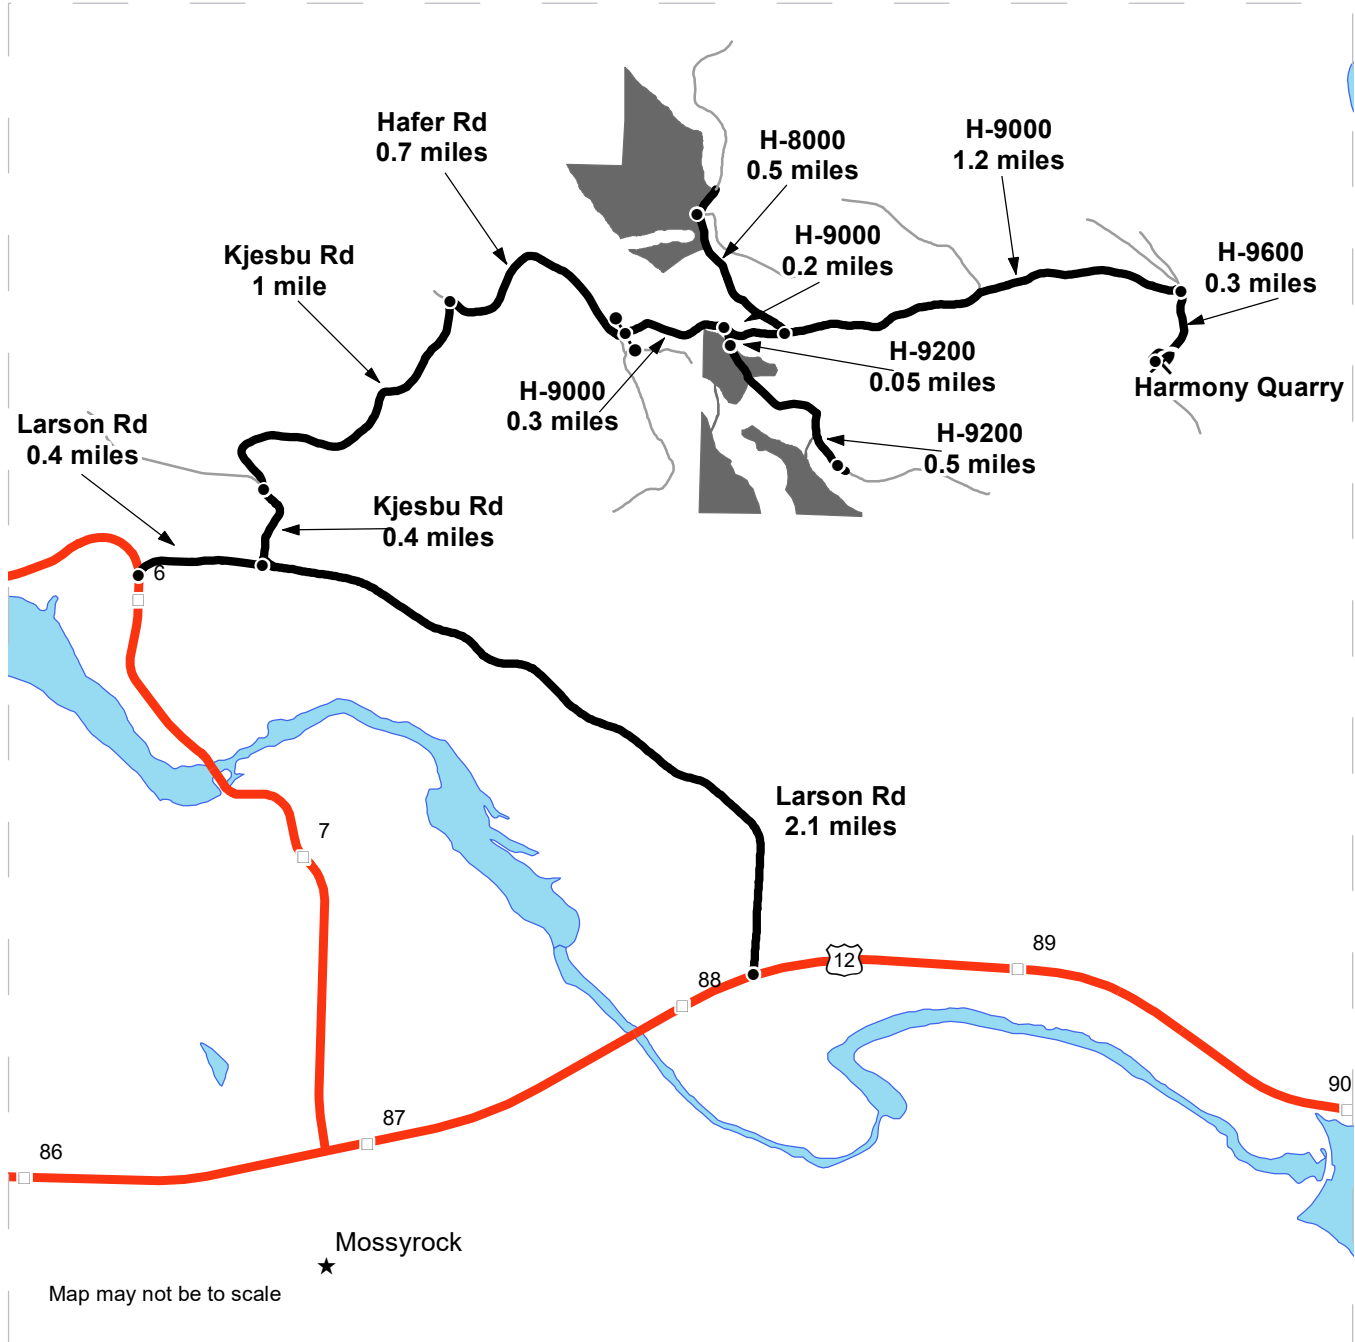 Hafer Rd
0.7 miles
H-8000
0.5 miles
H-9000
1.2 miles
Kjesbu Rd
1 mile
H-9000
0.2 miles
H-9600
0.3 miles
H-9200
0.05 miles
Harmony Quarry
H-9000
0.3 miles
Larson Rd
0.4 miles
H-9200
0.5 miles
Kjesbu Rd
0.4 miles
6
Larson Rd
2.1 miles
7
12
89
88
90
87
86
Mossyrock
Map may not be to scale